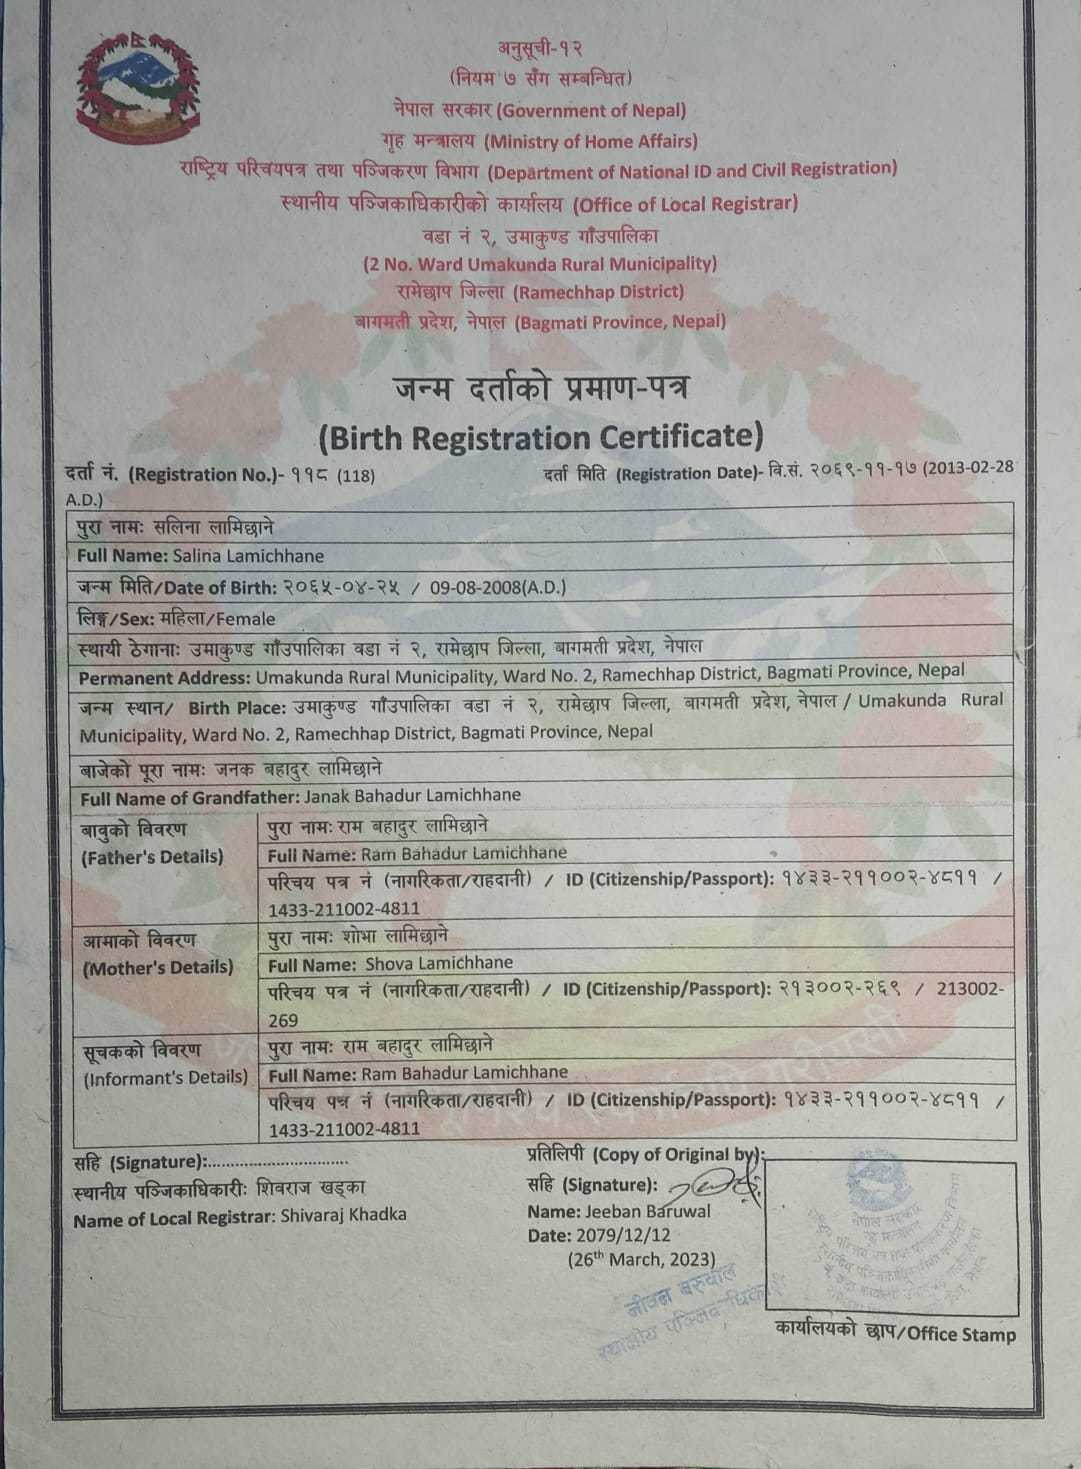 अनुसूची-१२
(नियम ७ सँग सम्बन्धित)
नेपाल सरकार (Government of Nepal)
गृह मन्त्रालय (Ministry of Home Affairs)
राष्ट्रिय परिचयपत्र तथा पञ्जिकरण विभाग (Department of National ID and Civil Registration)
स्थानीय पञ्जिकाधिकारीको कार्यालय (Office of Local Registrar)
वडा नं २, उमाकुण्ड गाँउपालिका
(2 No. Ward Umakunda Rural Municipality)
रामेछाप जिल्ला (Ramechhap District)
बागमती प्रदेश, नेपाल (Bagmati Province, Nepal)
जन्म दर्ताको प्रमाण-पत्र
(Birth Registration Certificate)
दर्ता नं. (Registration No.)- ११८ (118) दर्ता मिति (Registration Date)- वि.सं. २०६९-११-१७ (2013-02-28
A.D.)
पुरा नामः सलिना लामिछाने
Full Name: Salina Lamichhane
जन्म मिति/Date of Birth: २०६५-०४-२५ / 09-08-2008(A.D.)
लिङ्ग/Sex: महिला/Female
स्थायी ठेगानाः उमाकुण्ड गाँउपालिका वडा नं २, रामेछाप जिल्ला, बागमती प्रदेश, नेपाल
Permanent Address: Umakunda Rural Municipality, Ward No. 2, Ramechhap District, Bagmati Province, Nepal
जन्म स्थान/ Birth Place: उमाकुण्ड गाँउपालिका वडा नं २, रामेछाप जिल्ला, बागमती प्रदेश, नेपाल / Umakunda Rural
Municipality, Ward No. 2, Ramechhap District, Bagmati Province, Nepal
बाजेको पूरा नामः जनक बहादुर लामिछाने
Full Name of Grandfather: Janak Bahadur Lamichhane
बाबुको विवरण
(Father's Details)
पुरा नामः राम बहादुर लामिछाने
Full Name: Ram Bahadur Lamichhane
परिचय पत्र नं (नागरिकता/राहदानी) / ID (Citizenship/Passport): १४३३-२११००२-४८११ /
1433-211002-4811
आमाको विवरण
(Mother's Details)
पुरा नामः शोभा लामिछाने
Full Name: Shova Lamichhane
परिचय पत्र नं (नागरिकता/राहदानी) / ID (Citizenship/Passport): २१३००२-२६९ / 213002-
269
सूचकको विवरण
(Informant's Details)
पुरा नामः राम बहादुर लामिछाने
Full Name: Ram Bahadur Lamichhane
परिचय पत्र नं (नागरिकता/राहदानी) / ID (Citizenship/Passport): १४३३-२११००२-४८११ /
1433-211002-4811
सहि (Signature):..............................
स्थानीय पञ्जिकाधिकारीः शिवराज खड्का
Name of Local Registrar: Shivaraj Khadka
प्रतिलिपी (Copy of Original by):
सहि (Signature):
Name: Jeeban Baruwal
Date: 2079/12/12
(26th March, 2023)
जीवन बरुवाल
स्थानीय पञ्जिकाधिकारी
नेपाल सरकार
गृह मन्त्रालय
कार्यालयको छाप/Office Stamp